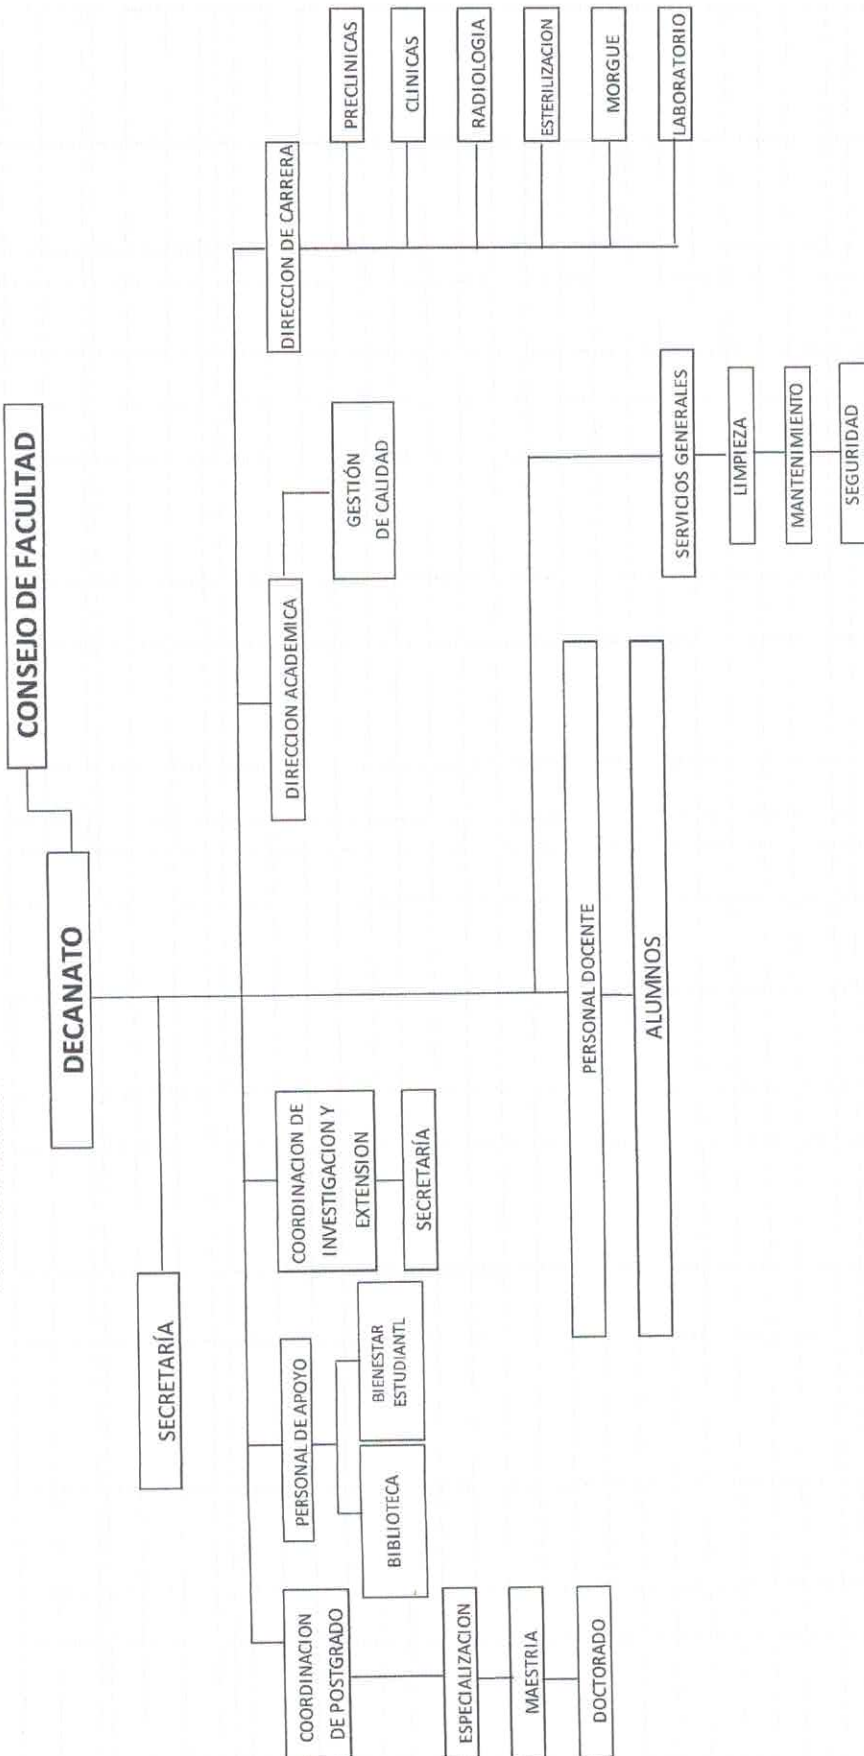 CONSEJO DE FACULTAD
DECANATO
SECRETARÍA
COORDINACION
DE POSTGRADO
ESPECIALIZACION
MAESTRIA
DOCTORADO
PERSONAL DE APOYO
BIBLIOTECA
BIENESTAR
ESTUDIANTL
COORDINACION DE
INVESTIGACION Y
EXTENSION
SECRETARÍA
DIRECCION ACADEMICA
GESTIÓN
DE CALIDAD
DIRECCION DE CARRERA
PRECLINICAS
CLINICAS
RADIOLOGIA
ESTERILIZACION
MORGUE
LABORATORIO
SERVICIOS GENERALES
LIMPIEZA
MANTENIMIENTO
SEGURIDAD
PERSONAL DOCENTE
ALUMNOS